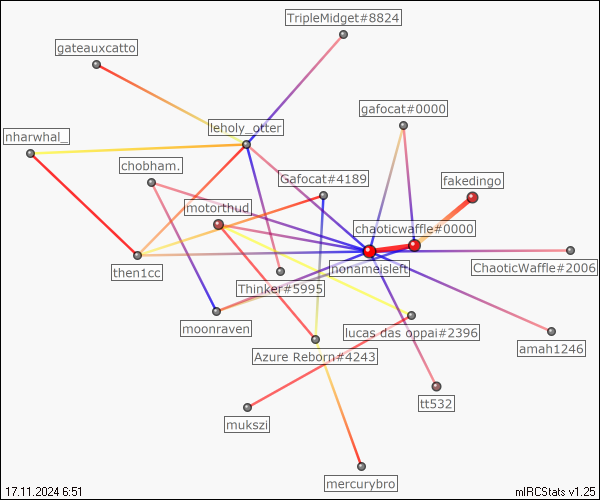 TripleMidget#8824
gateauxcatto
gafocat#0000
leholy_otter
nharwhal_
chobham.
Gafocat#4189
fakedingo
motorthud
chaoticwaffle#0000
nonameisleft
ChaoticWaffle#2006
then1cc
Thinker#5995
moonraven
lucas das oppai#2396
amah1246
Azure Reborn#4243
tt532
mukszi
mercurybro
17.11.2024 6:51
mIRCStats v1.25